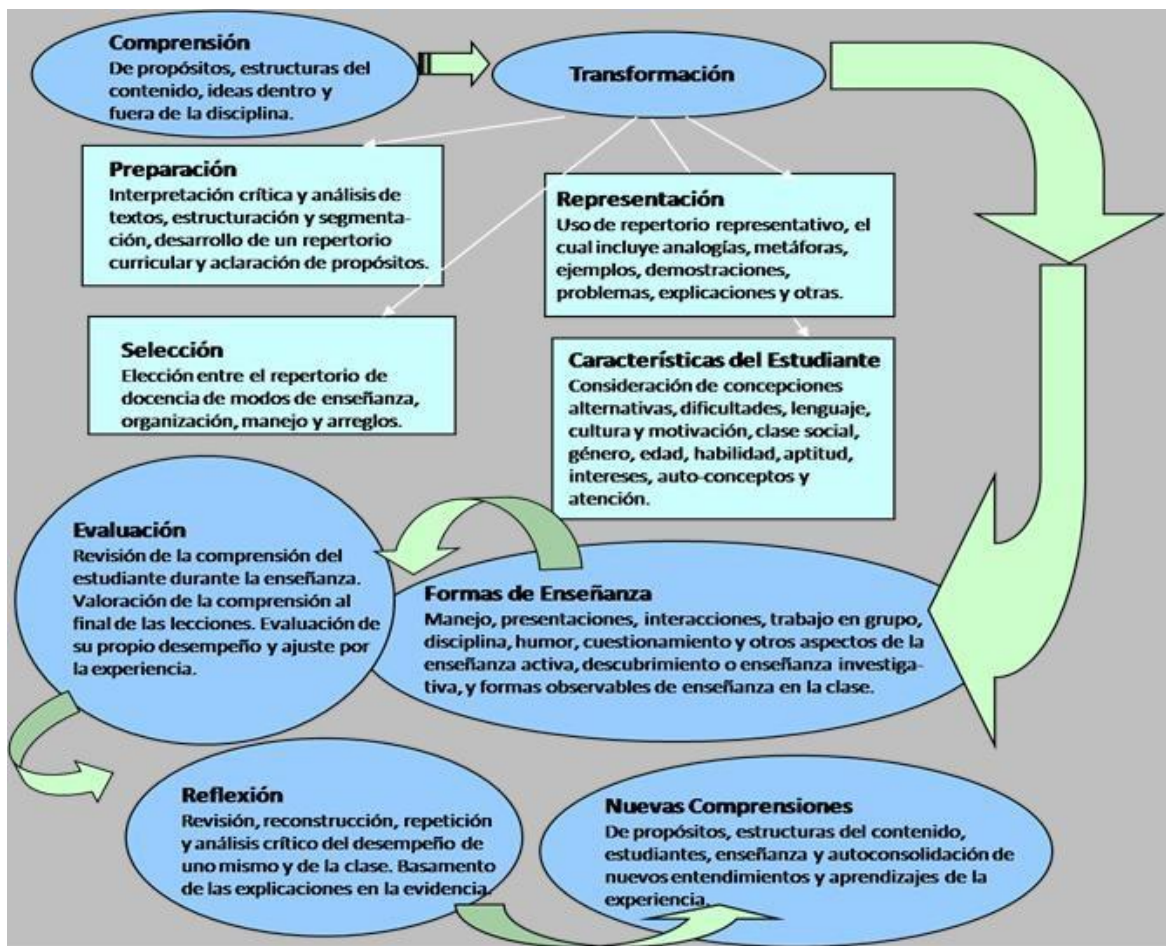 Comprensión
De propósitos, estructuras del
contenido, ideas dentro y
fuera de la disciplina.
Transformación
Preparación
Interpretación crítica y análisis de
textos, estructuración y segmenta-
ción, desarrollo de un repertorio
curricular y aclaración de propósitos.
Representación
Uso de repertorio representativo, el
cual incluye analogías, metáforas,
ejemplos, demostraciones,
problemas, explicaciones y otras.
Selección
Elección entre el repertorio de
docencia de modos de enseñanza,
organización, manejo y arreglos.
Características del Estudiante
Consideración de concepciones
alternativas, dificultades, lenguaje,
cultura y motivación, clase social,
género, edad, habilidad, aptitud,
intereses, auto-conceptos y
atención.
Evaluación
Revisión de la comprensión del
estudiante durante la enseñanza.
Valoración de la comprensión al
final de las lecciones. Evaluación de
su propio desempeño y ajuste por
la experiencia.
Formas de Enseñanza
Manejo, presentaciones, interacciones, trabajo en grupo,
disciplina, humor, cuestionamiento y otros aspectos de la
enseñanza activa, descubrimiento o enseñanza investiga-
tiva, y formas observables de enseñanza en la clase.
Reflexión
Revisión, reconstrucción, repetición
y análisis crítico del desempeño de
uno mismo y de la clase. Basamento
de las explicaciones en la evidencia.
Nuevas Comprensiones
De propósitos, estructuras del contenido,
estudiantes, enseñanza y autoconsolidación de
nuevos entendimientos y aprendizajes de la
experiencia.